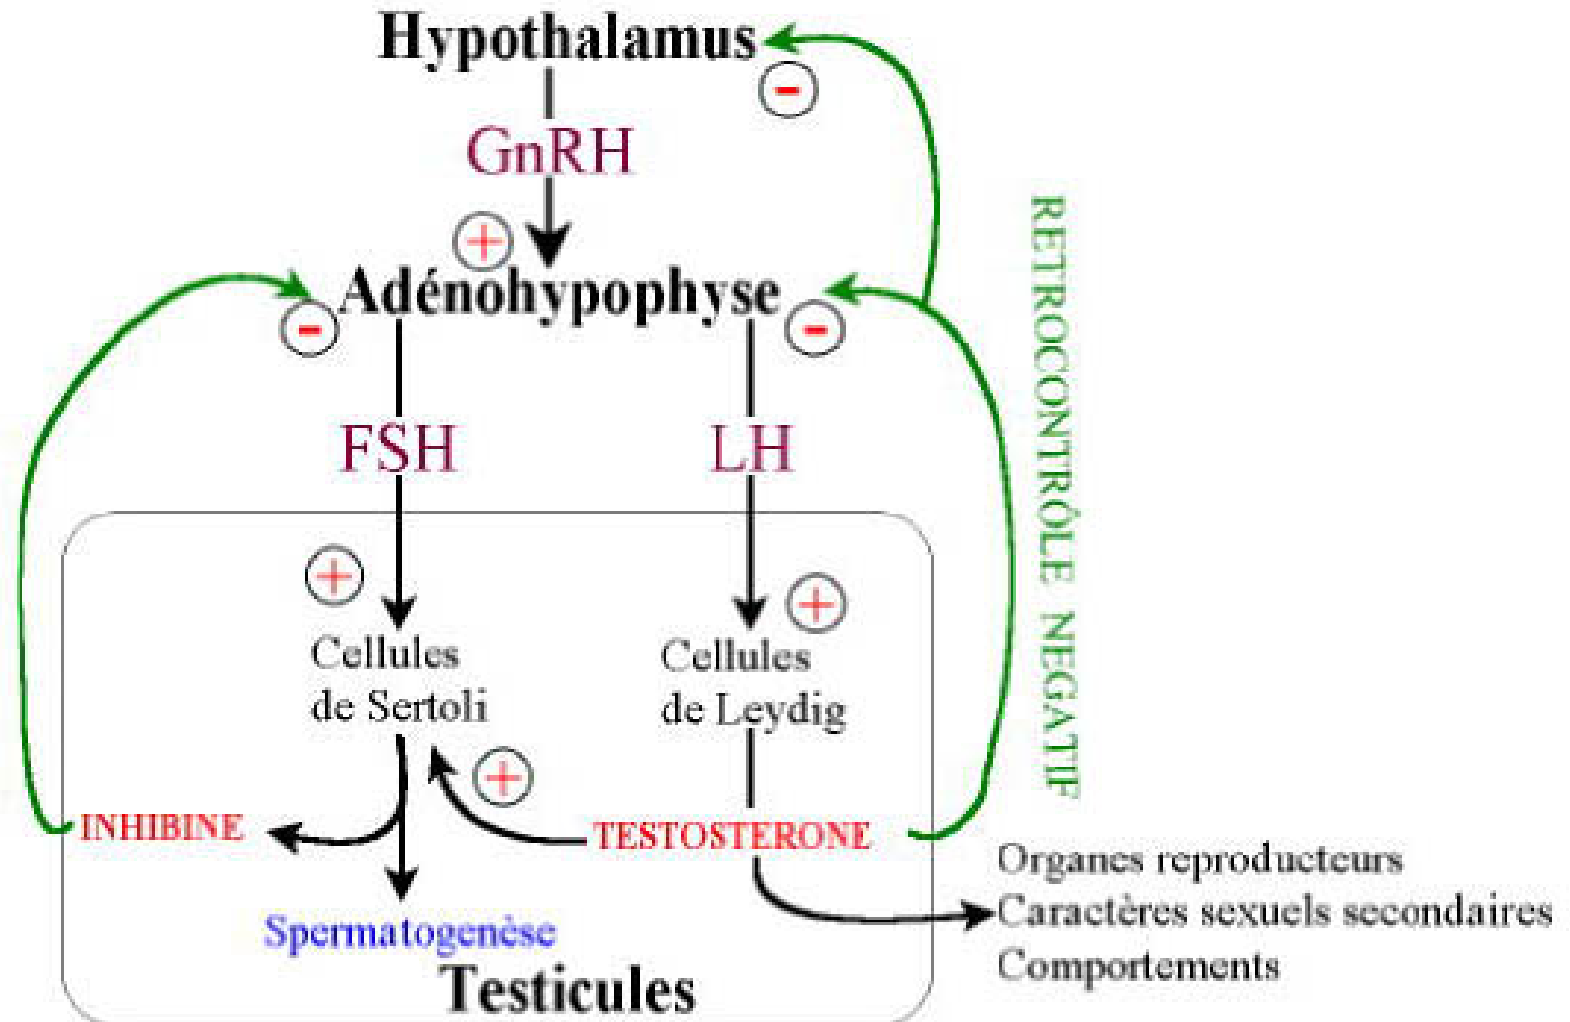 Hypothalamus
-
GnRH
+
Adénohypophyse
-
-
FSH
LH
RETROCONTRÔLE NEGATIF
+
+
Cellules
de Sertoli
Cellules
de Leydig
+
INHIBINE
TESTOSTERONE
Organes reproducteurs
Caractères sexuels secondaires
Comportements
Spermatogenèse
Testicules